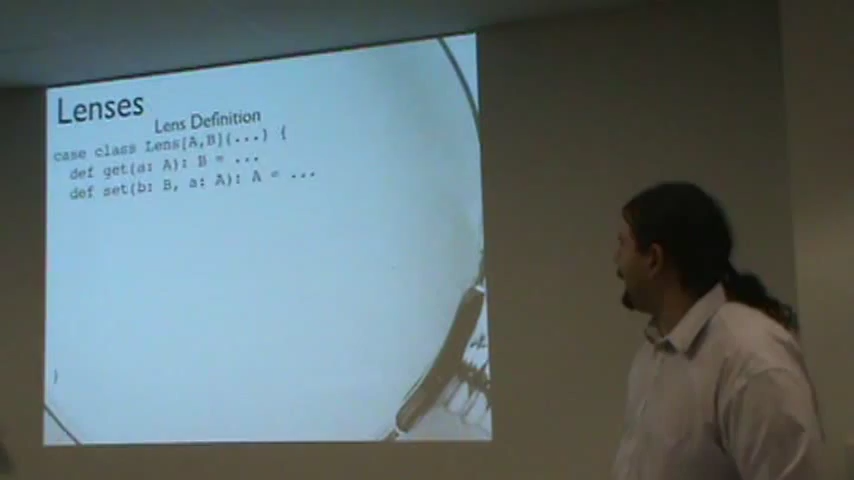 Lenses
Lens Definition
case class Lens[A,B](...) {
def get(a: A): B = ...
def set(b: B, a: A): A = ...
}